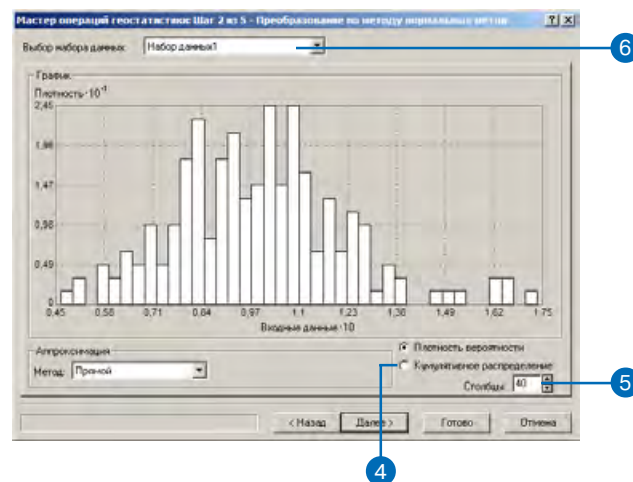 Мастер операций геостатистик: Шаг 2 из 5 - Преобразование по методу нормальных меток
Выбор набора данных: Набор данных1
6
График
Плотность·10⁻¹
2,45
1,96
1,47
0,98
0,49
0
0,45 0,58 0,71 0,84 0,97 1,1 1,23 1,36 1,49 1,62 1,75
Входные данные·10
Аппроксимация
Метод: Прямой
Плотность вероятности
Кумулятивное распределение
Столбцы: 40
5
< Назад Далее > Готово Отмена
4